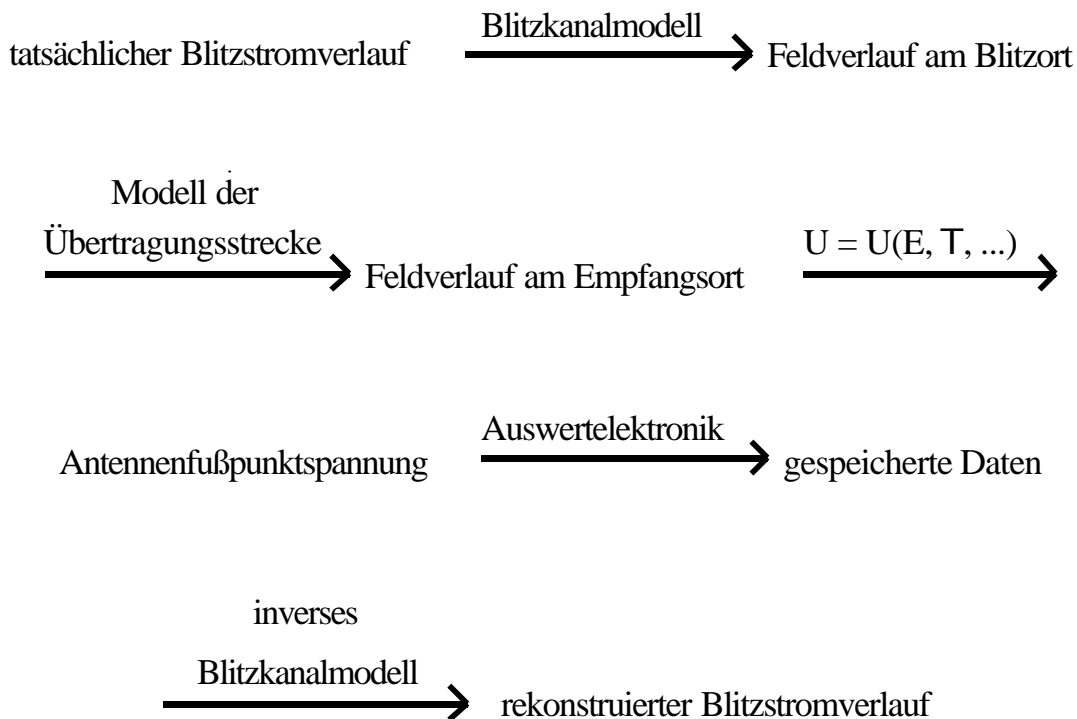 Blitzkanalmodell
tatsächlicher Blitzstromverlauf Feldverlauf am Blitzort
Modell der
Übertragungsstrecke U = U(E, T, ...)
Feldverlauf am Empfangsort
Auswertelektronik
Antennenfußpunktspannung gespeicherte Daten
inverses
Blitzkanalmodell
rekonstruierter Blitzstromverlauf